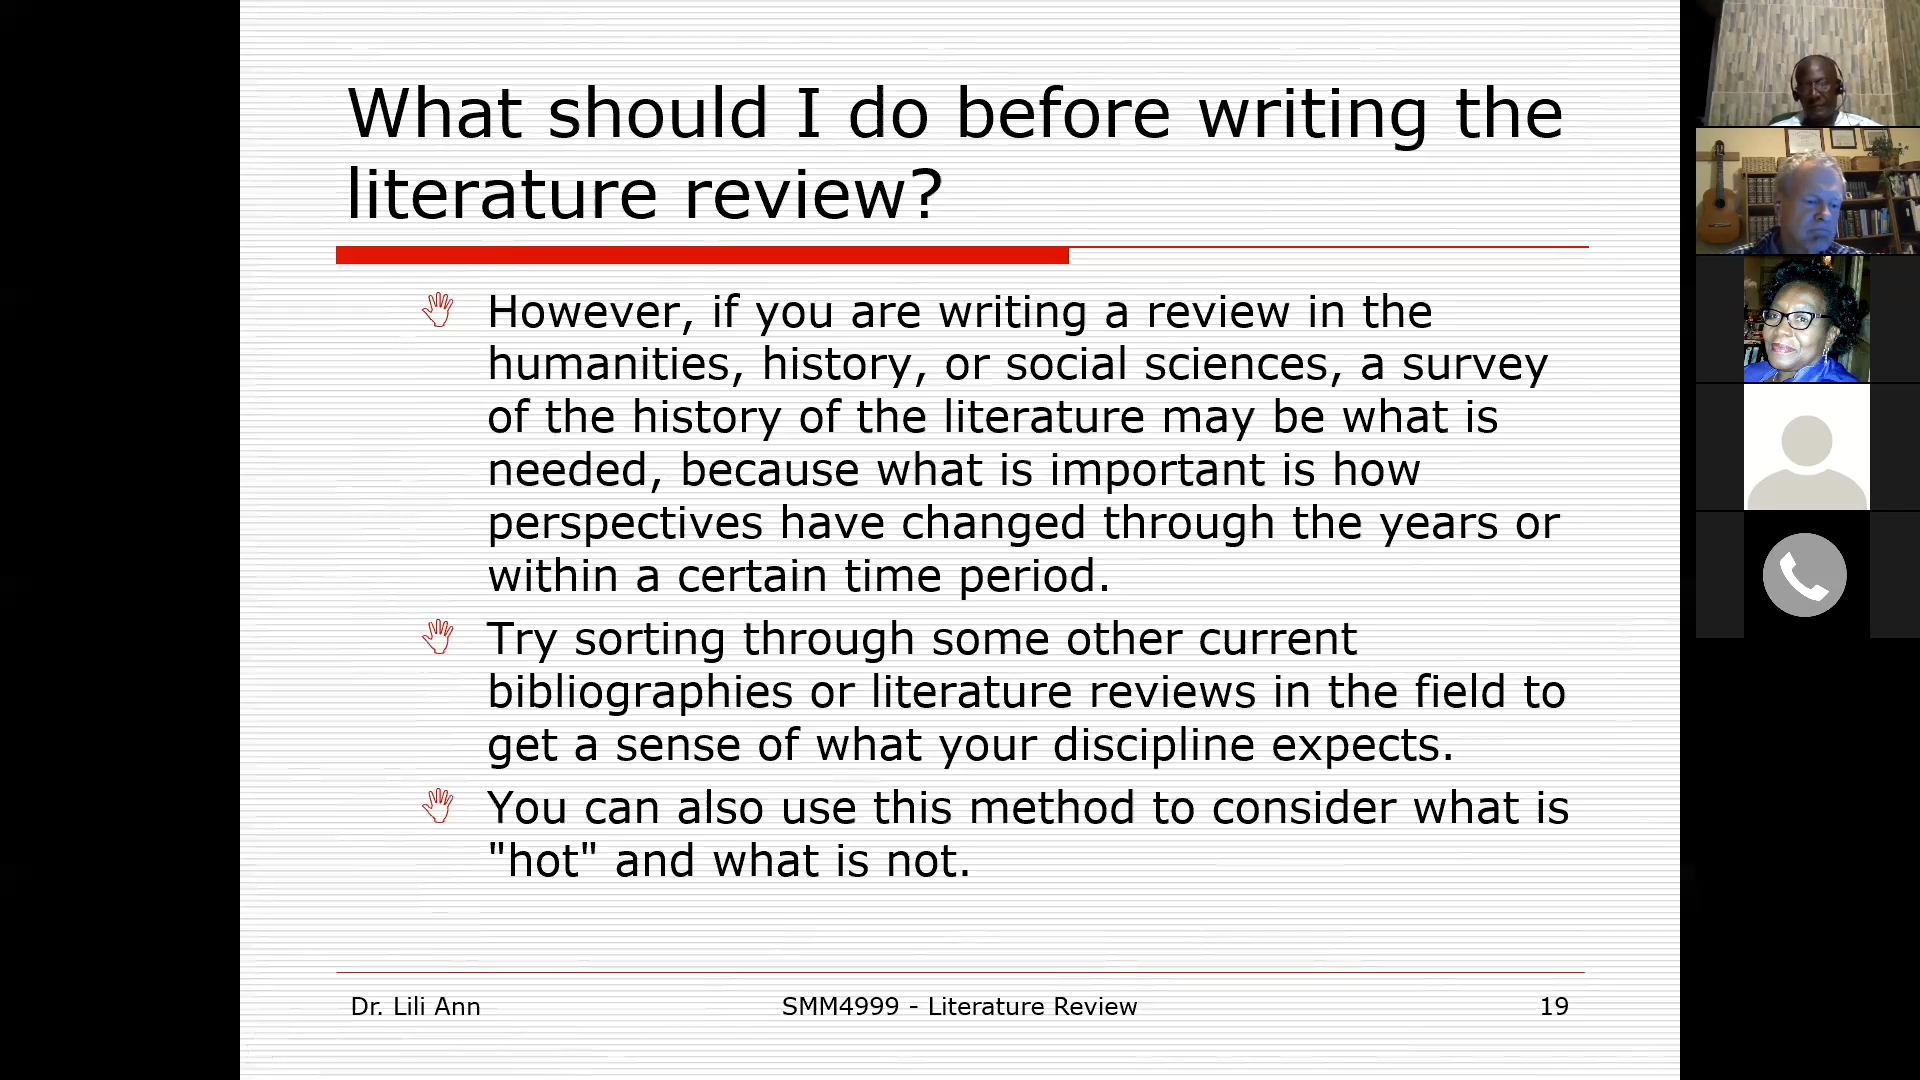 What should I do before writing the
literature review?
However, if you are writing a review in the
humanities, history, or social sciences, a survey
of the history of the literature may be what is
needed, because what is important is how
perspectives have changed through the years or
within a certain time period.
Try sorting through some other current
bibliographies or literature reviews in the field to
get a sense of what your discipline expects.
You can also use this method to consider what is
"hot" and what is not.
Dr. Lili Ann
SMM4999 - Literature Review
19